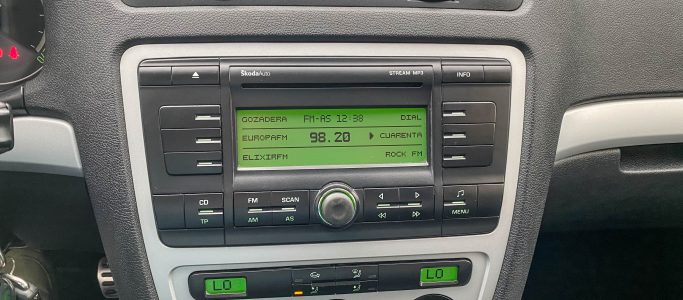 ŠkodaAuto STREAM MP3 INFO
GOZADERA FM-AS 12:38 DIAL
EUROPAFM 98.20 CUARENTA
ELIXIRFM ROCK FM
CD FM SCAN
TP AM AS MENU
LO LO